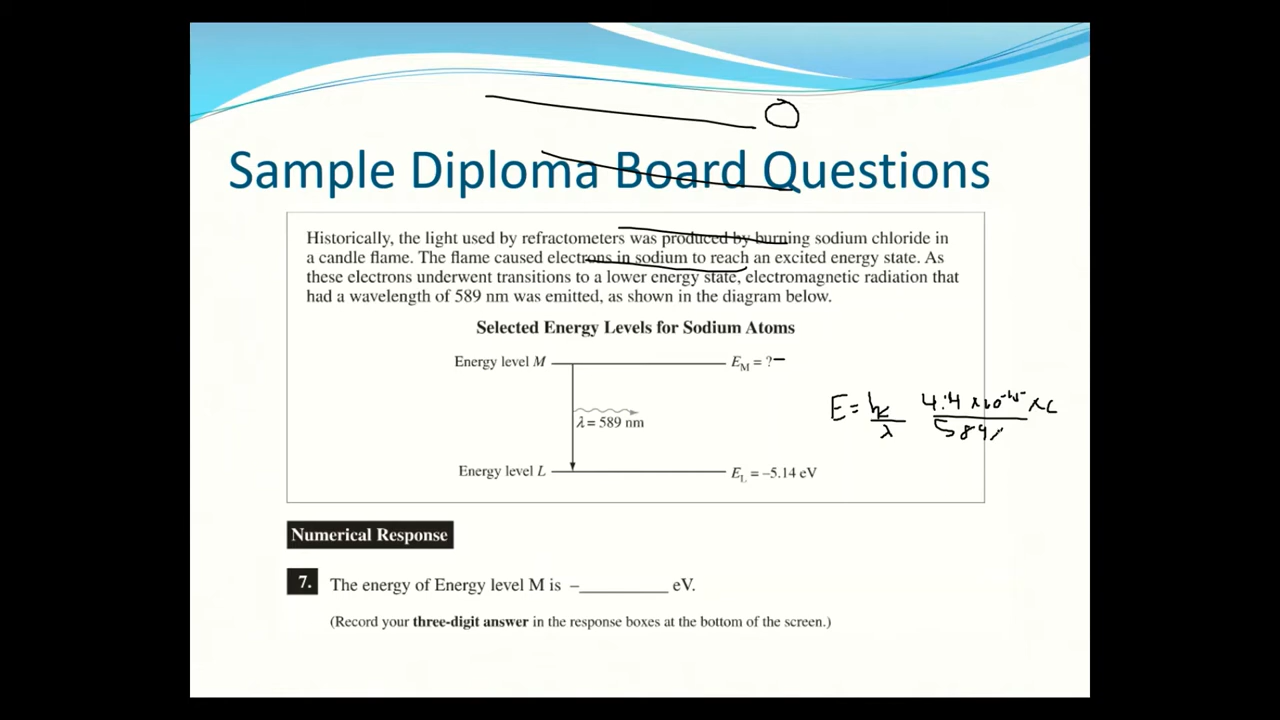 Sample Diploma Board Questions
Historically, the light used by refractometers was produced by burning sodium chloride in
a candle flame. The flame caused electrons in sodium to reach an excited energy state. As
these electrons underwent transitions to a lower energy state, electromagnetic radiation that
had a wavelength of 589 nm was emitted, as shown in the diagram below.
Selected Energy Levels for Sodium Atoms
Energy level M E_M = ?
λ = 589 nm
E = hc/λ
Energy level L E_L = –5.14 eV
Numerical Response
7. The energy of Energy level M is –__________ eV.
(Record your three-digit answer in the response boxes at the bottom of the screen.)